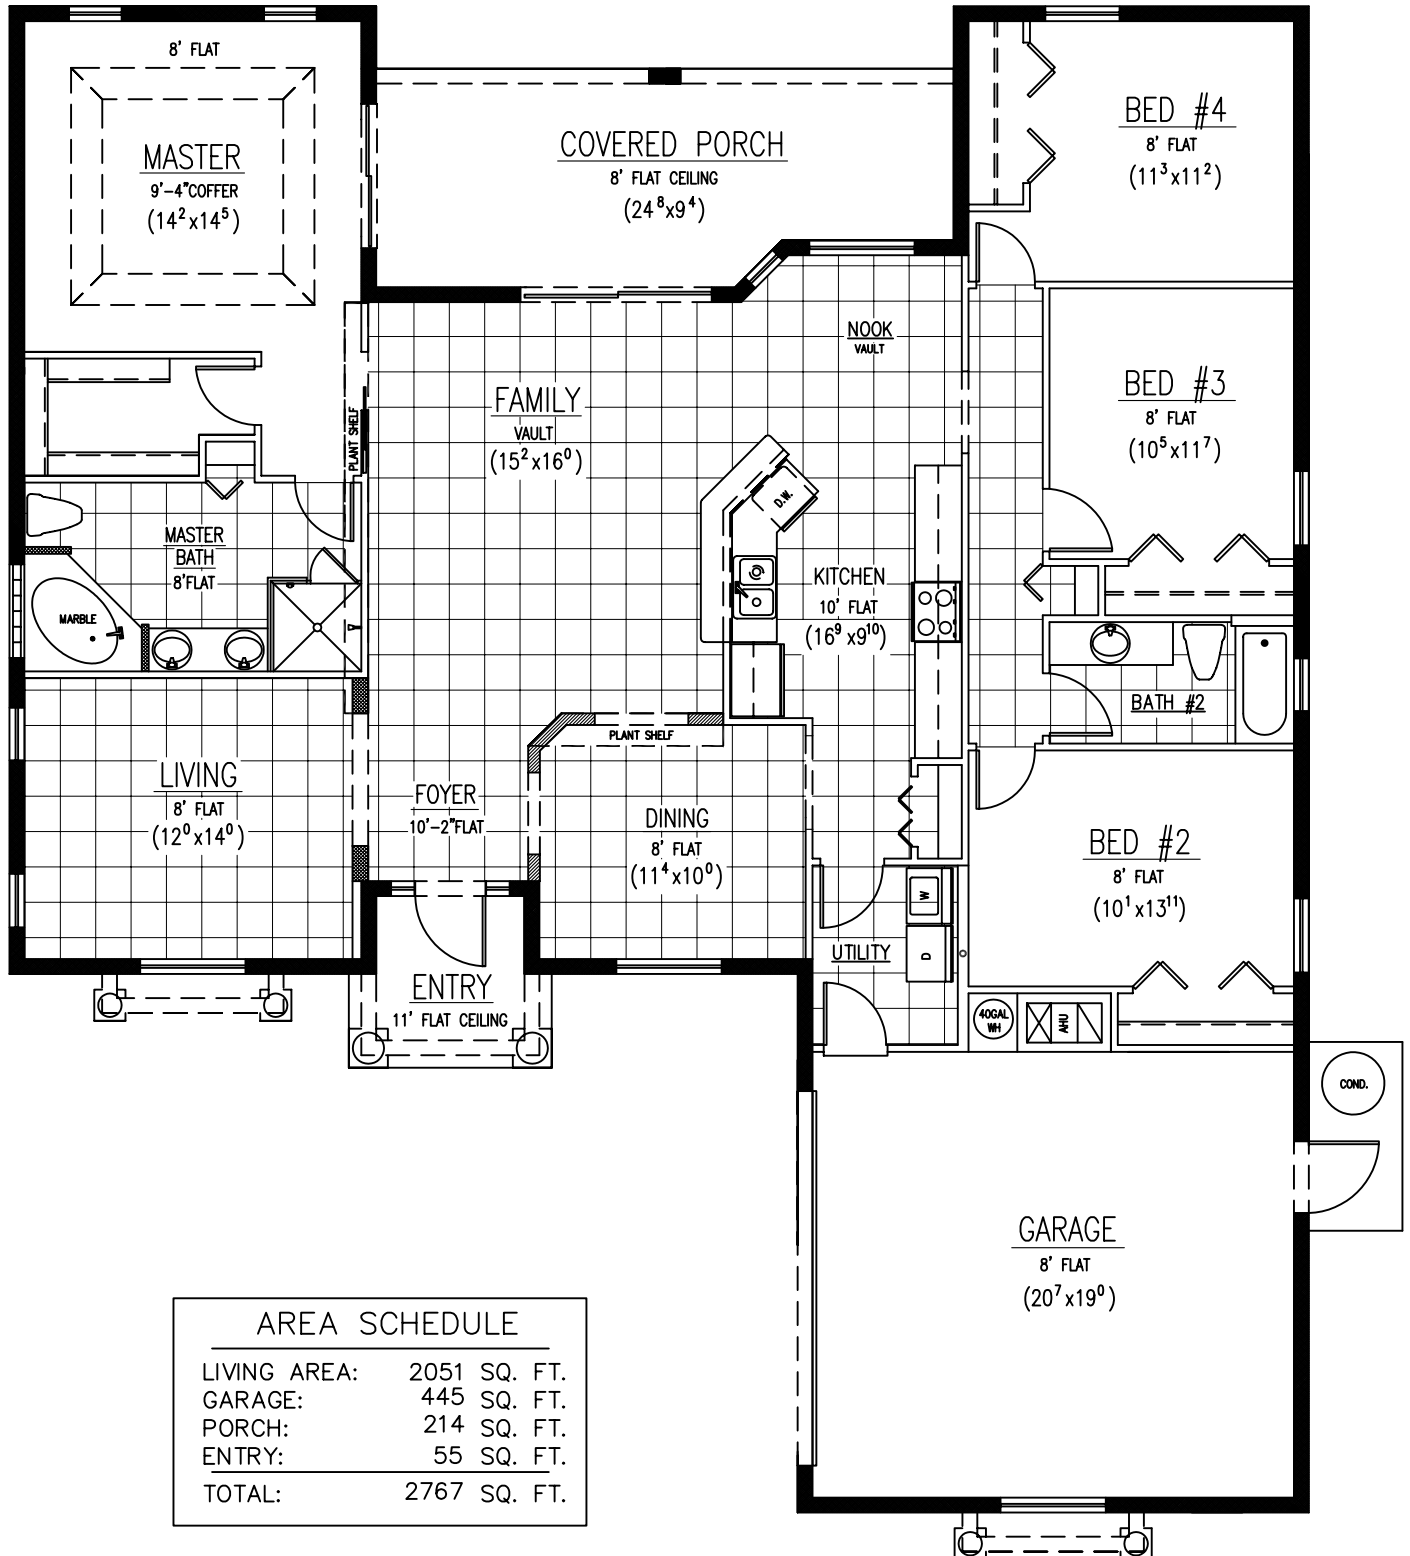 8' FLAT
MASTER
9'-4"COFFER
(14²x14⁵)
COVERED PORCH
8' FLAT CEILING
(24⁸x9⁴)
BED #4
8' FLAT
(11³x11²)
NOOK
VAULT
FAMILY
VAULT
(15²x16⁰)
PLANT SHELF
BED #3
8' FLAT
(10⁵x11⁷)
D.W.
MASTER
BATH
8'FLAT
MARBLE
KITCHEN
10' FLAT
(16⁹ x9¹⁰)
BATH #2
PLANT SHELF
LIVING
8' FLAT
(12⁰x14⁰)
FOYER
10'-2"FLAT
DINING
8' FLAT
(11⁴x10⁰)
BED #2
8' FLAT
(10¹x13¹¹)
W
D
UTILITY
ENTRY
11' FLAT CEILING
40GAL
WH
AHU
COND.
GARAGE
8' FLAT
(20⁷x19⁰)
AREA SCHEDULE
LIVING AREA: 2051 SQ. FT.
GARAGE: 445 SQ. FT.
PORCH: 214 SQ. FT.
ENTRY: 55 SQ. FT.
TOTAL: 2767 SQ. FT.